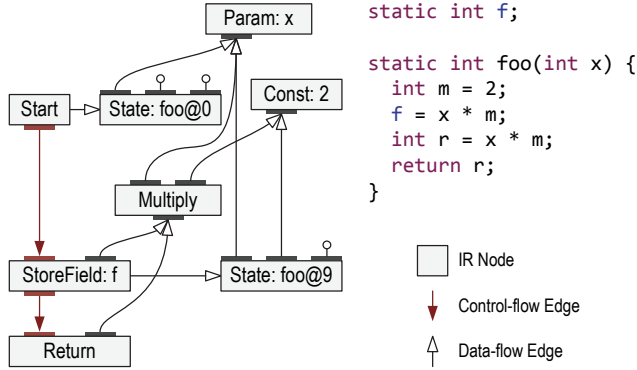 Param: x
Start
State: foo@0
Const: 2
Multiply
StoreField: f
State: foo@9
Return
static int f;
static int foo(int x) {
int m = 2;
f = x * m;
int r = x * m;
return r;
}
IR Node
Control-flow Edge
Data-flow Edge